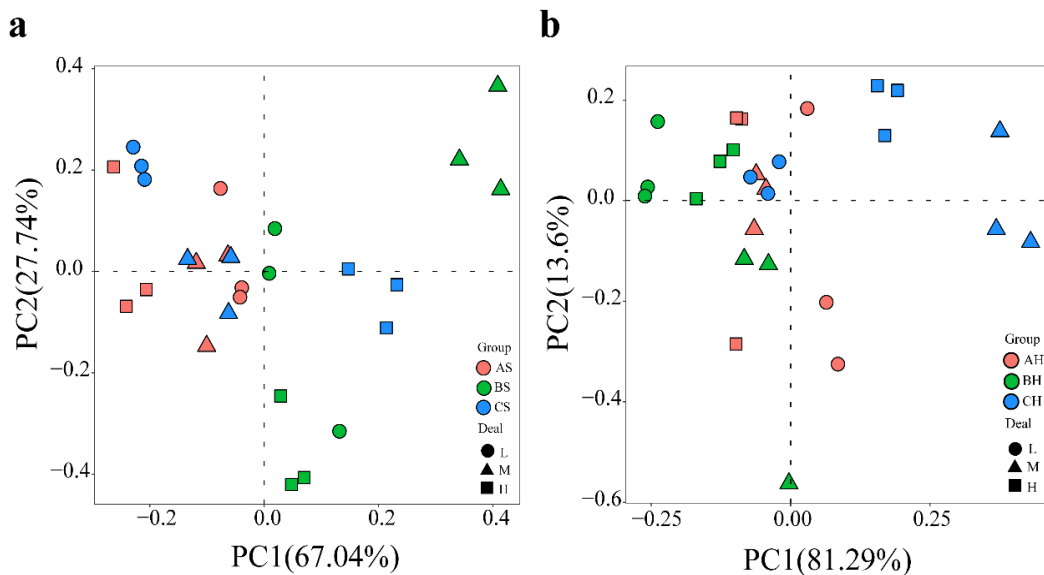 a
PC2(27.74%)
0.4
0.2
0.0
−0.2
−0.4
−0.2
0.0
0.2
0.4
PC1(67.04%)
Group
AS
BS
CS
Deal
L
M
H
b
PC2(13.6%)
0.2
0.0
−0.2
−0.4
−0.6
−0.25
0.00
0.25
PC1(81.29%)
Group
AH
BH
CH
Deal
L
M
H